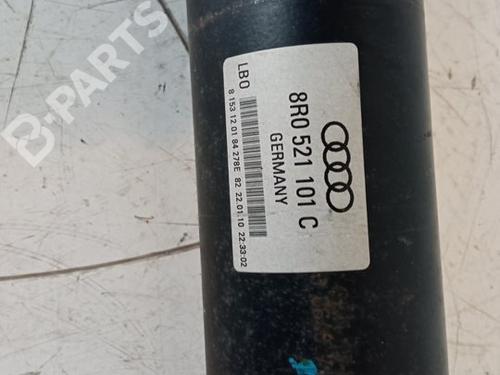 B-PARTS
LBO
8 153 12 01 84 278E 82 22.01.10 22:33:02
8R0 521 101 C
GERMANY